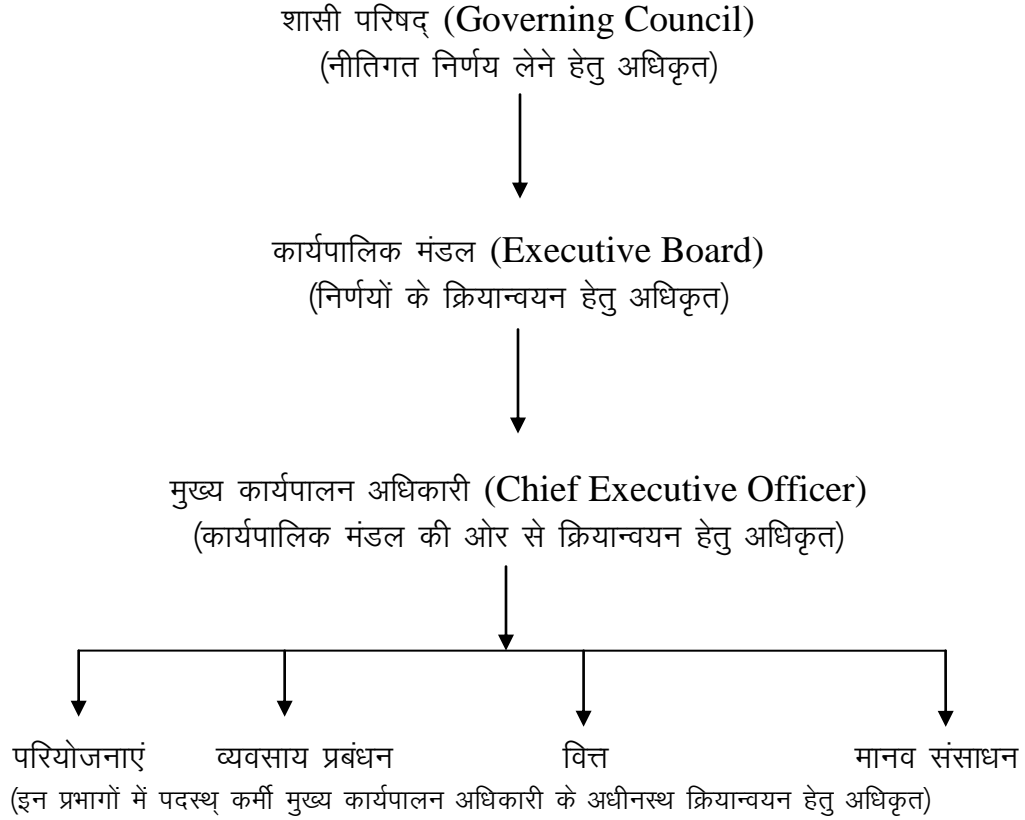 शासी परिषद् (Governing Council)
(नीतिगत निर्णय लेने हेतु अधिकृत)
कार्यपालिक मंडल (Executive Board)
(निर्णयों के क्रियान्वयन हेतु अधिकृत)
मुख्य कार्यपालन अधिकारी (Chief Executive Officer)
(कार्यपालिक मंडल की ओर से क्रियान्वयन हेतु अधिकृत)
परियोजनाएं व्यवसाय प्रबंधन वित्त मानव संसाधन
(इन प्रभागों में पदस्थ् कर्मी मुख्य कार्यपालन अधिकारी के अधीनस्थ क्रियान्वयन हेतु अधिकृत)